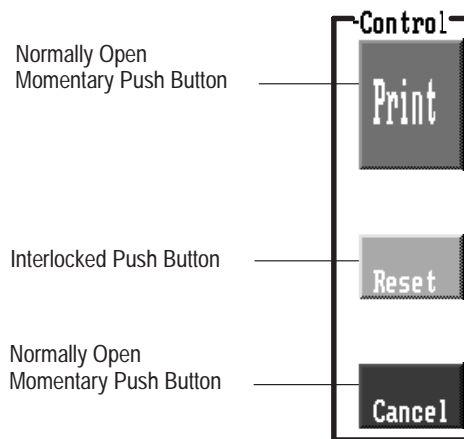 Control
Normally Open
Momentary Push Button
Print
Interlocked Push Button
Reset
Normally Open
Momentary Push Button
Cancel